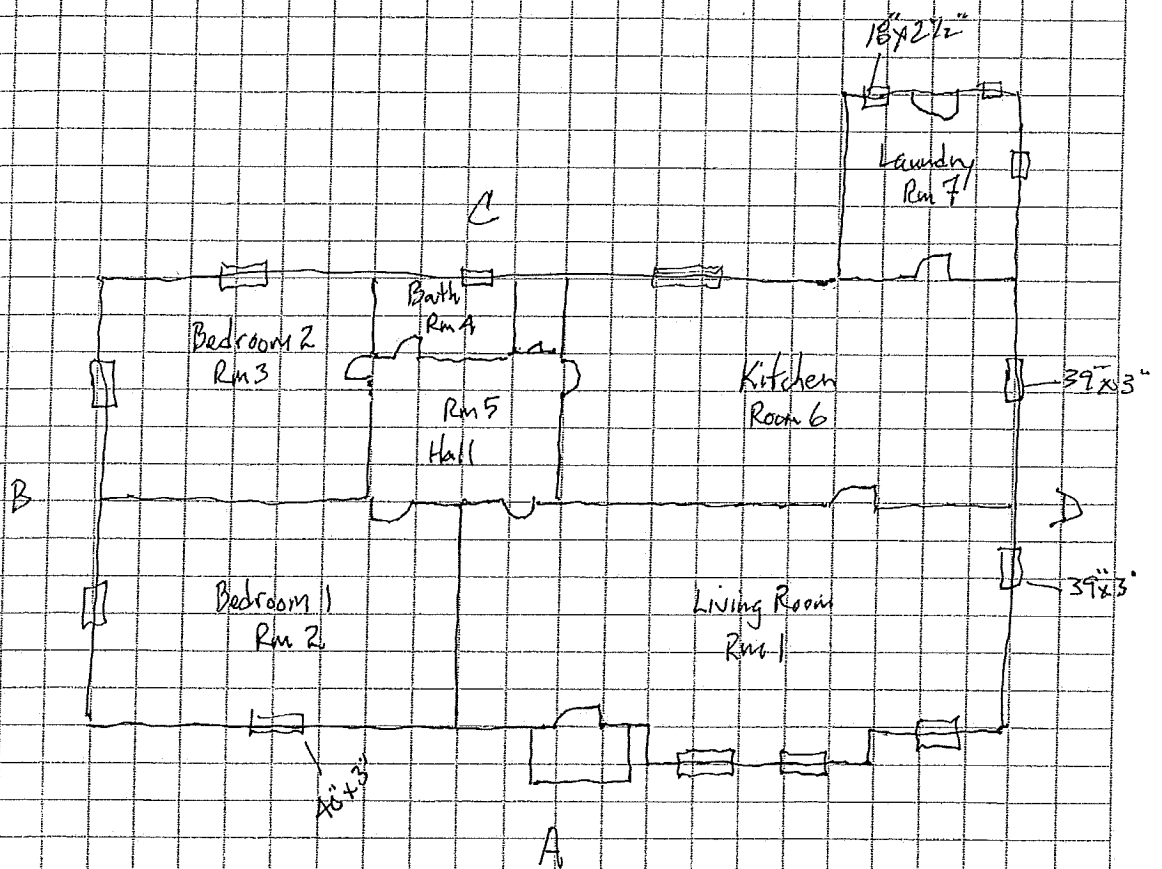 18"x2½"
Laundry
Rm 7
C
Bath
Rm 4
Bedroom 2
Rm 3
Kitchen
Room 6
39"x3"
Rm 5
Hall
B
D
Bedroom 1
Rm 2
Living Room
Rm 1
39"x3"
40"x3"
A